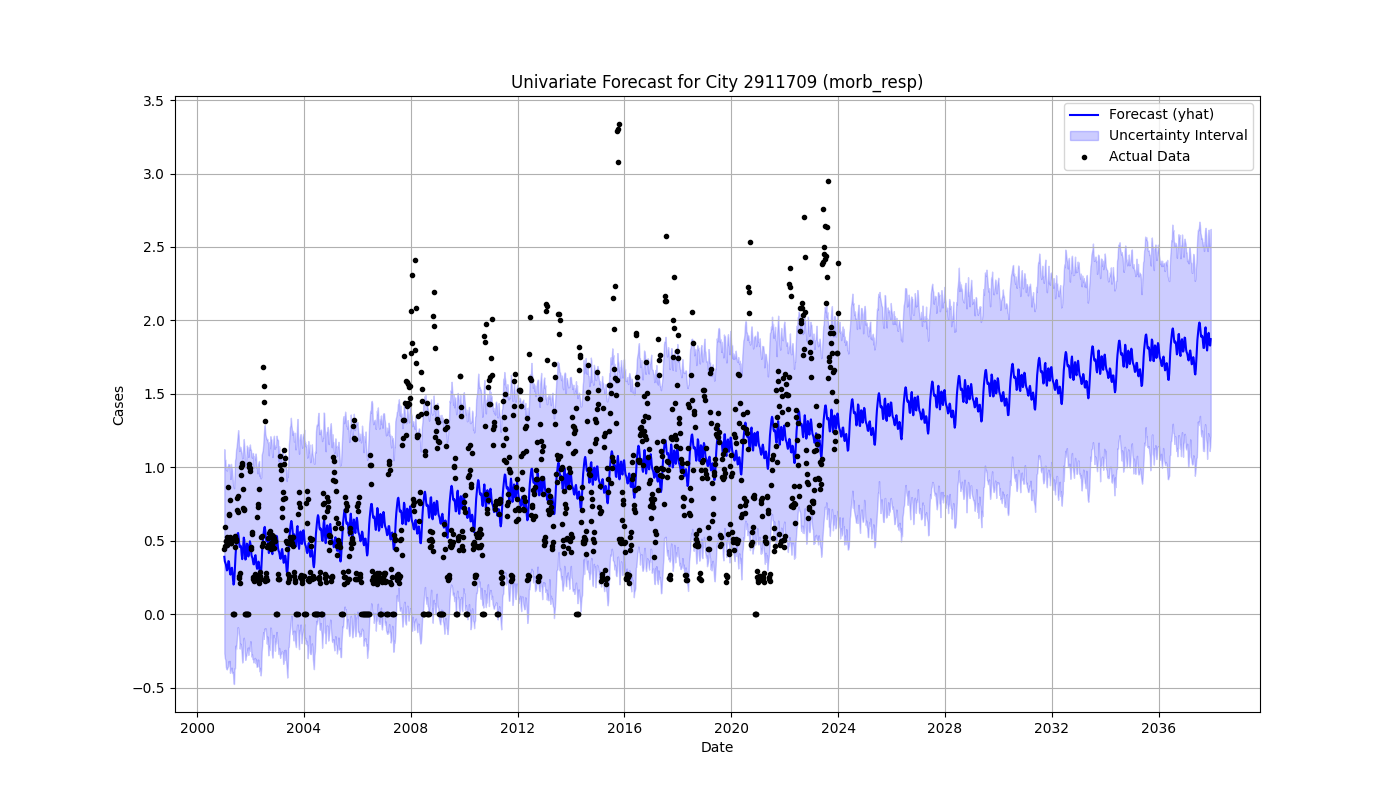 Univariate Forecast for City 2911709 (morb_resp)
Forecast (yhat)
Uncertainty Interval
Actual Data
Cases
3.5
3.0
2.5
2.0
1.5
1.0
0.5
0.0
−0.5
2000 2004 2008 2012 2016 2020 2024 2028 2032 2036
Date